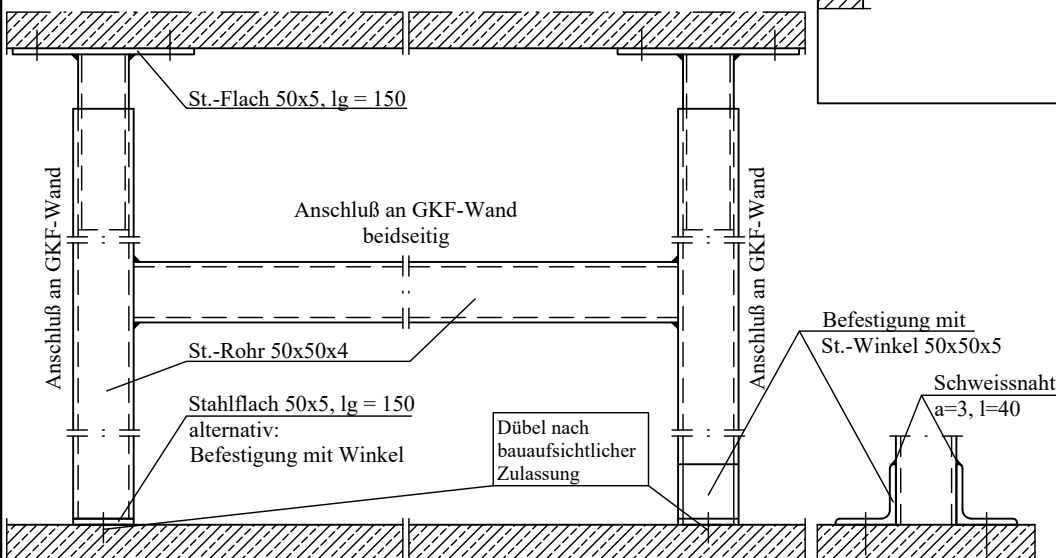 St.-Flach 50x5, lg = 150
Anschluß an GKF-Wand
Anschluß an GKF-Wand
beidseitig
Anschluß an GKF-Wand
St.-Rohr 50x50x4
Befestigung mit
St.-Winkel 50x50x5
Schweissnaht
a=3, l=40
Stahlflach 50x5, lg = 150
alternativ:
Befestigung mit Winkel
Dübel nach
bauaufsichtlicher
Zulassung